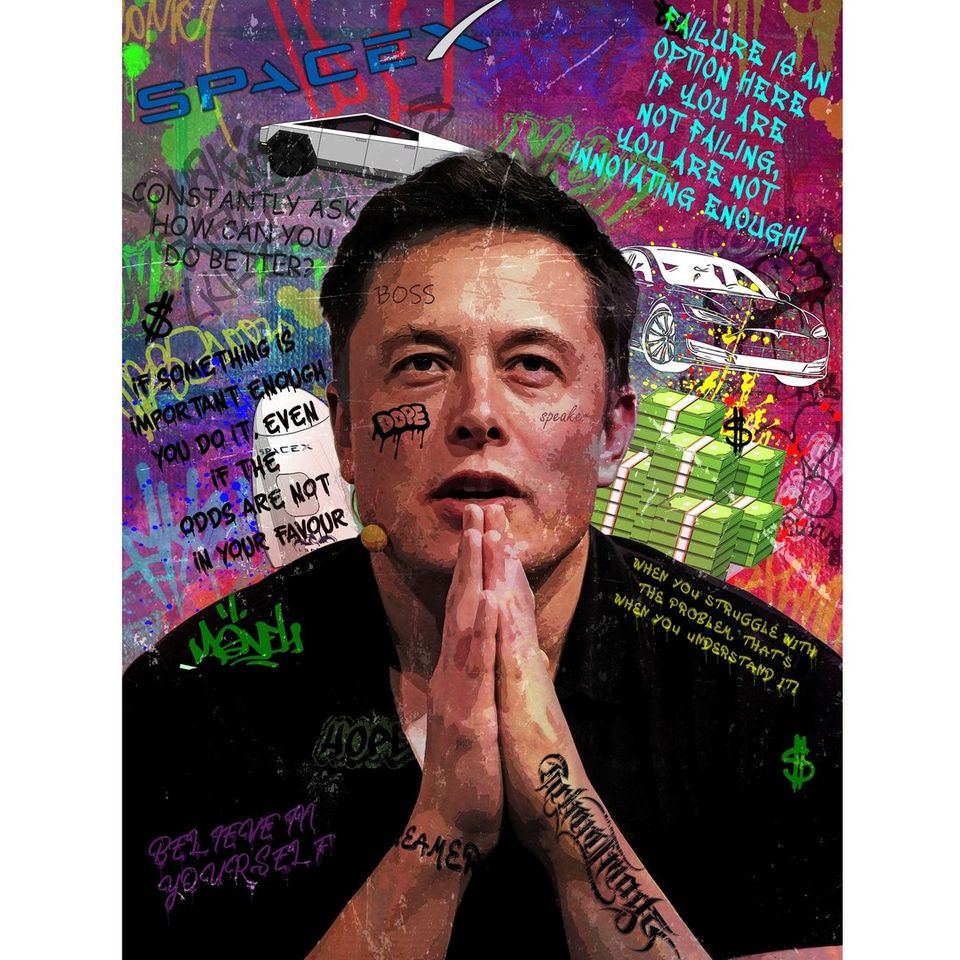 SPACEX
FAILURE IS AN
OPTION HERE
IF YOU ARE
NOT FAILING,
YOU ARE NOT
INNOVATING ENOUGH!
CONSTANTLY ASK
HOW CAN YOU
DO BETTER?
BOSS
$
IF SOMETHING IS
IMPORTANT ENOUGH
YOU DO IT. EVEN
IF THE
ODDS ARE NOT
IN YOUR FAVOUR
SPACEX
DOPE
speaker
$
WHEN YOU STRUGGLE WITH
THE PROBLEM, THAT'S
WHEN YOU UNDERSTAND IT!
MONEY
HOPE
$
BELIEVE IN
YOURSELF
EAMER